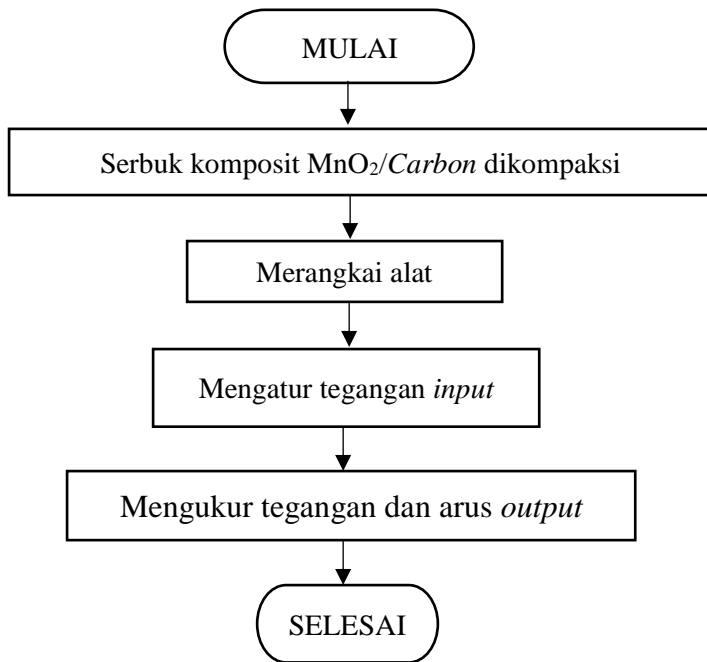 MULAI
Serbuk komposit MnO₂/Carbon dikompaksi
Merangkai alat
Mengatur tegangan input
Mengukur tegangan dan arus output
SELESAI